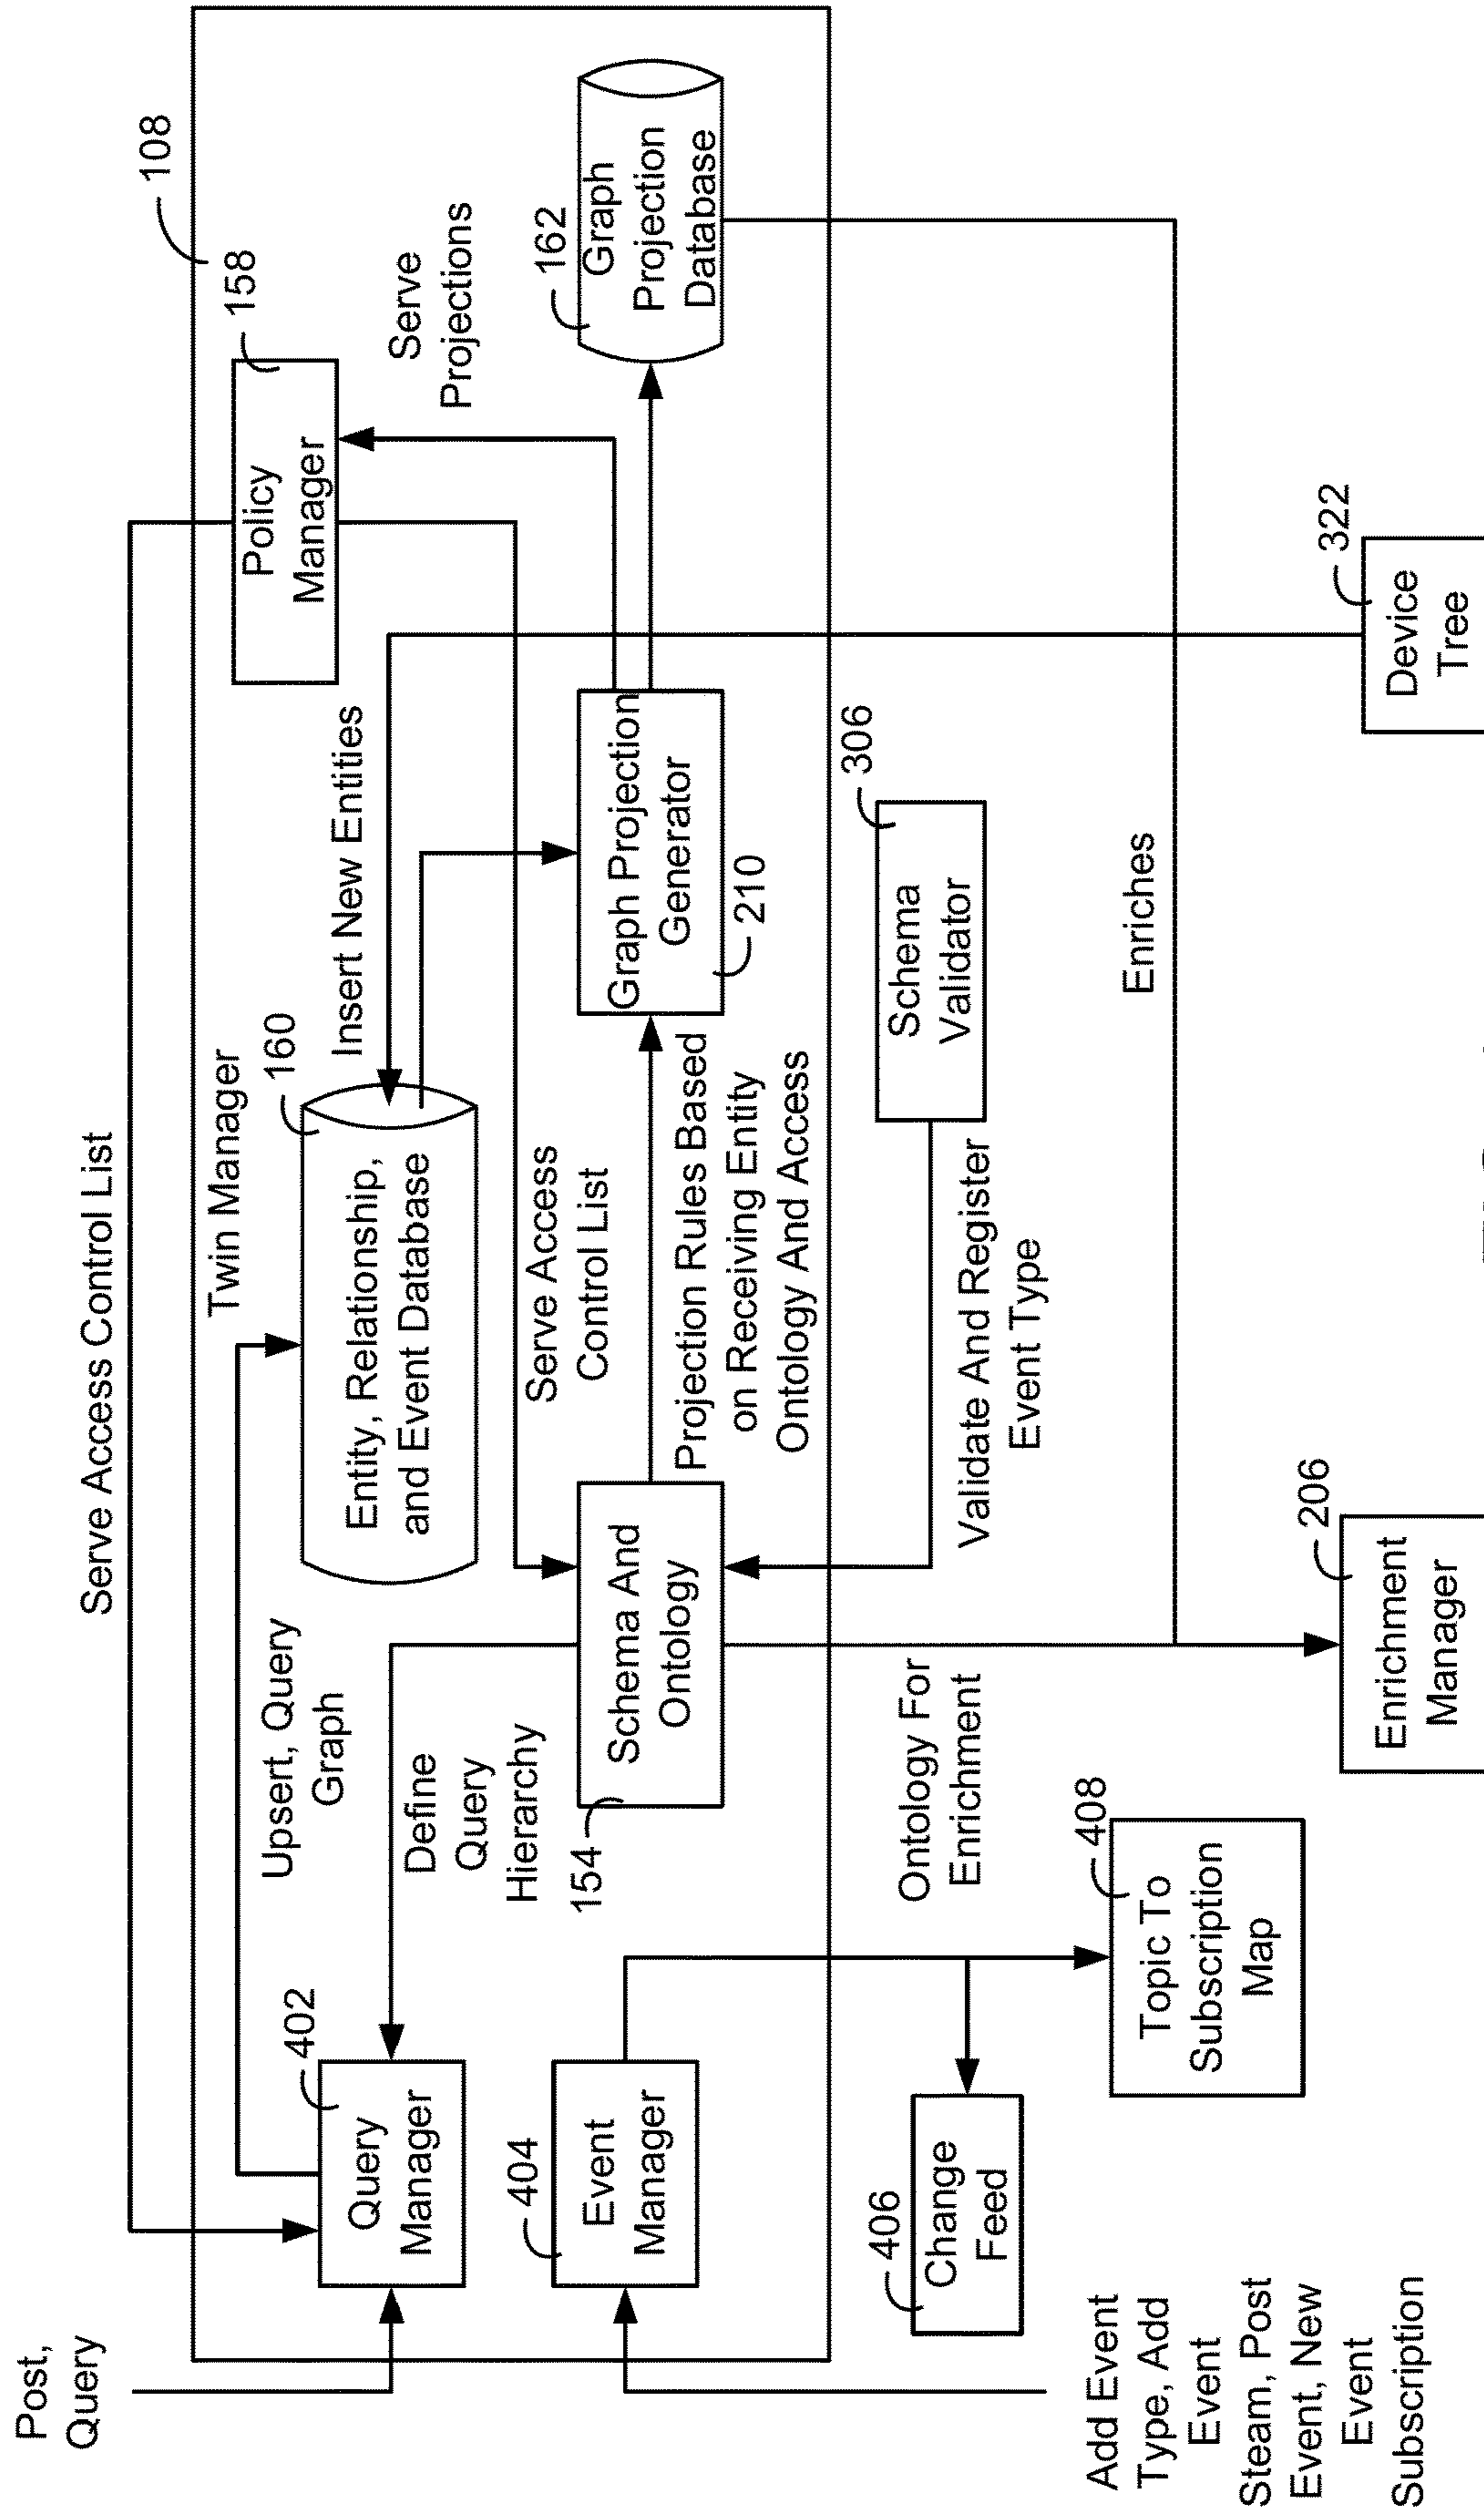 Post,
Query
Serve Access Control List
108
Twin Manager
Upsert, Query
Graph
402
Query
Manager
Define
Query
Hierarchy
160
Entity, Relationship,
and Event Database
Insert New Entities
158
Policy
Manager
Serve
Projections
404
Event
Manager
154
Schema And
Ontology
Serve Access
Control List
Projection Rules Based
on Receiving Entity
Ontology And Access
Graph Projection
Generator
210
162
Graph
Projection
Database
406
Change
Feed
Ontology For
Enrichment
Validate And Register
Event Type
306
Schema
Validator
408
Topic To
Subscription
Map
Enriches
206
Enrichment
Manager
322
Device
Tree
Add Event
Type, Add
Event
Steam, Post
Event, New
Event
Subscription